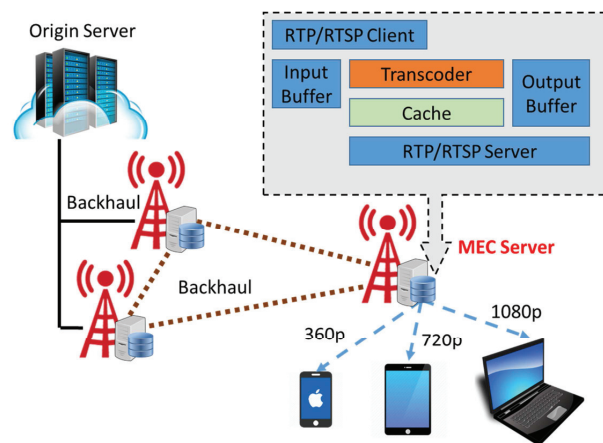 Origin Server
RTP/RTSP Client
Input
Buffer
Transcoder
Cache
Output
Buffer
RTP/RTSP Server
Backhaul
MEC Server
Backhaul
360p
720p
1080p